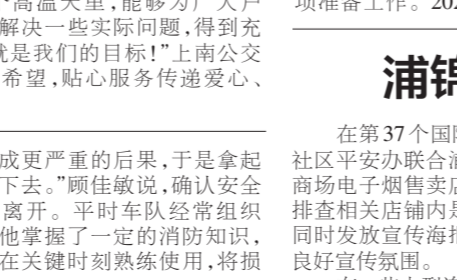 高温天里，能够为广大户
解决一些实际问题，得到充
就是我们的目标！”上南公交
希望，贴心服务传递爱心、
成更严重的后果，于是拿起
下去。”顾佳敏说，确认安全
离开。平时车队经常组织
他掌握了一定的消防知识，
在关键时刻熟练使用，将损
项准备工作。202
浦锦
在第37个国际
社区平安办联合浦
商场电子烟售卖店
排查相关店铺内是
同时发放宣传海报
良好宣传氛围。